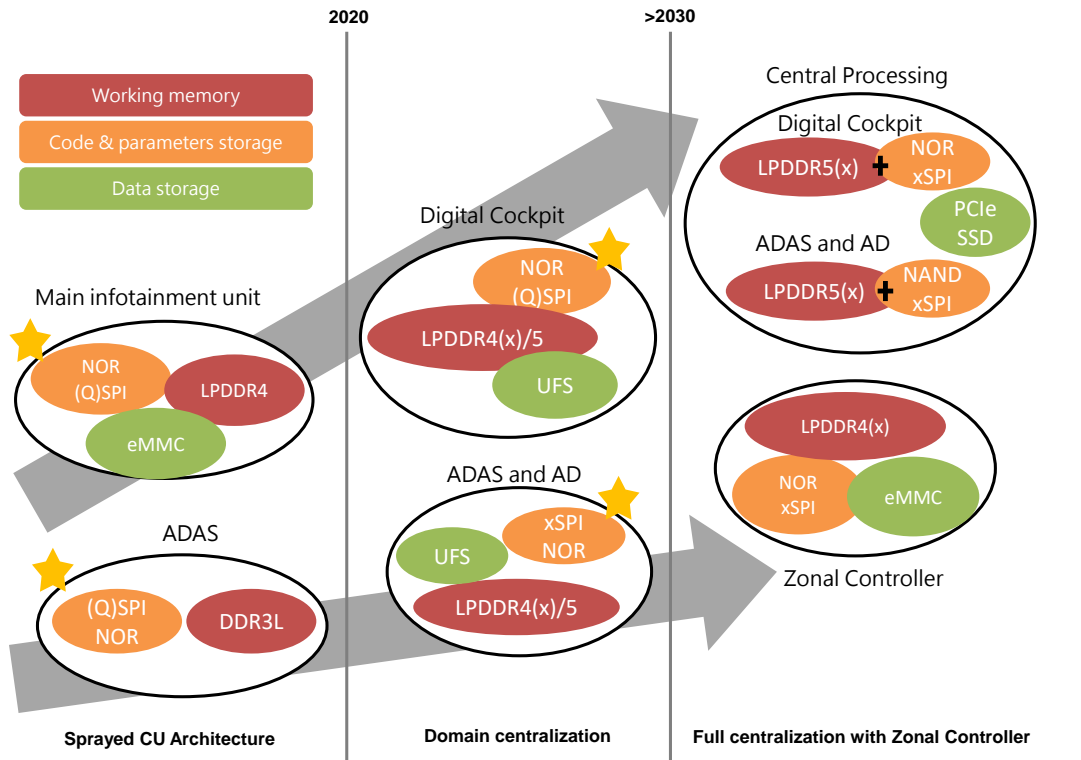 2020
>2030
Working memory
Code & parameters storage
Data storage
Main infotainment unit
NOR
(Q)SPI
LPDDR4
eMMC
ADAS
(Q)SPI
NOR
DDR3L
Sprayed CU Architecture
Digital Cockpit
NOR
(Q)SPI
LPDDR4(x)/5
UFS
ADAS and AD
xSPI
NOR
UFS
LPDDR4(x)/5
Domain centralization
Central Processing
Digital Cockpit
LPDDR5(x)
+
NOR
xSPI
PCIe
SSD
ADAS and AD
LPDDR5(x)
+
NAND
xSPI
LPDDR4(x)
NOR
xSPI
eMMC
Zonal Controller
Full centralization with Zonal Controller